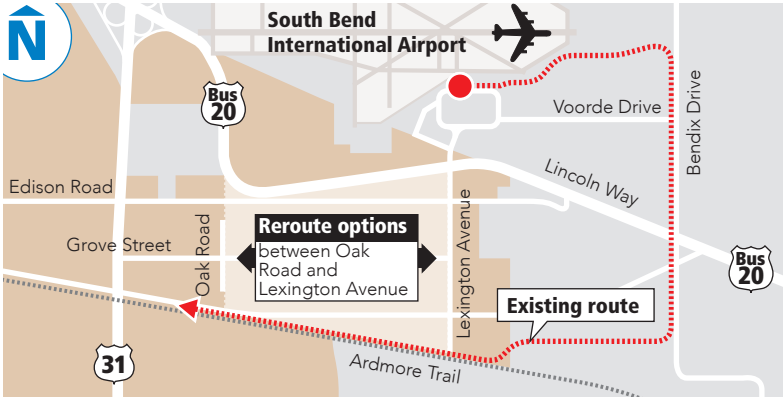 N
South Bend
International Airport
Bus
20
Voorde Drive
Bendix Drive
Lincoln Way
Edison Road
Grove Street
Oak Road
Reroute options
between Oak
Road and
Lexington Avenue
Lexington Avenue
Bus
20
Existing route
31
Ardmore Trail